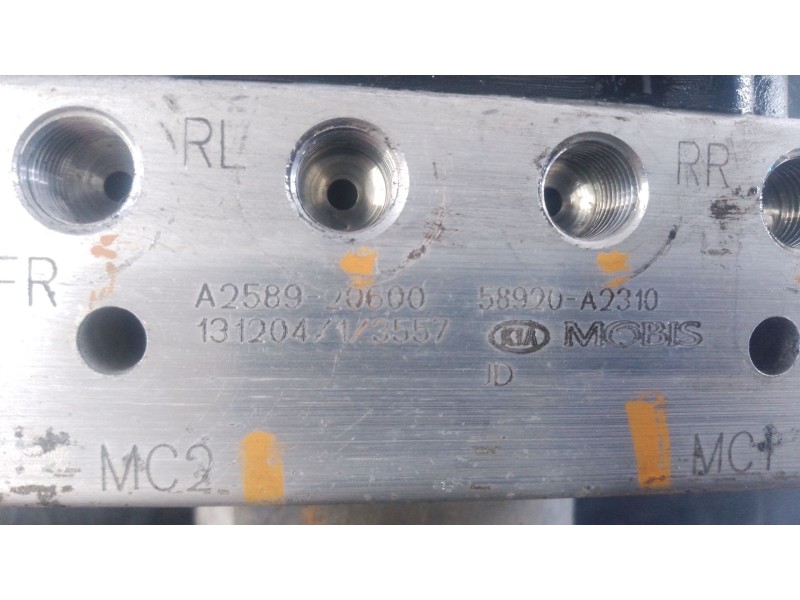 RL RR
FR
A2589-20600 58920-A2310
131204/1/3557 KIA MOBIS
JD
MC2 MC1